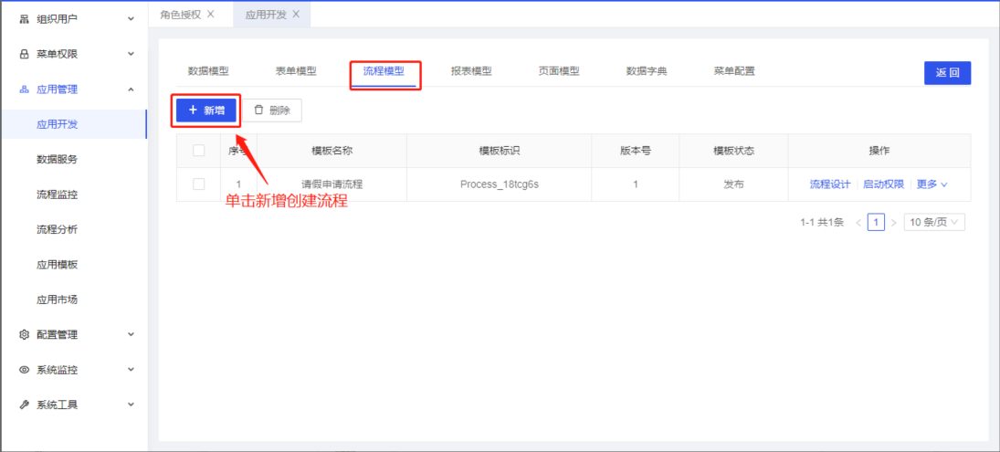 组织用户
菜单权限
应用管理
应用开发
数据服务
流程监控
流程分析
应用模板
应用市场
配置管理
系统监控
系统工具
角色授权 X 应用开发 X
数据模型 表单模型 流程模型 报表模型 页面模型 数据字典 菜单配置 返回
+ 新增 删除
序号 模板名称 模板标识 版本号 模板状态 操作
1 请假申请流程 Process_18tcg6s 1 发布 流程设计 启动权限 更多
单击新增创建流程
1-1 共1条 < 1 > 10 条/页